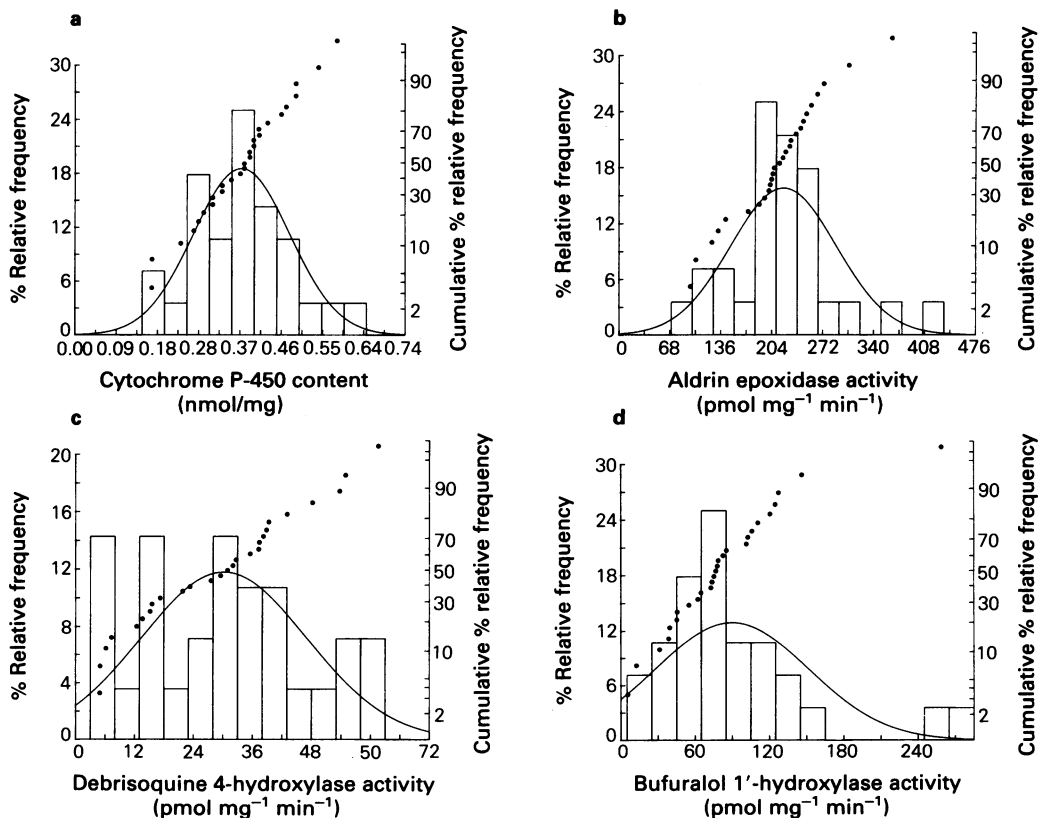 a
% Relative frequency
30
24
18
12
6
0
0.00 0.09 0.18 0.28 0.37 0.46 0.55 0.64 0.74
90
70
50
30
10
2
Cumulative % relative frequency
Cytochrome P-450 content
(nmol/mg)
b
% Relative frequency
30
24
18
12
6
0
0 68 136 204 272 340 408 476
90
70
50
30
10
2
Cumulative % relative frequency
Aldrin epoxidase activity
(pmol mg⁻¹ min⁻¹)
c
% Relative frequency
20
16
12
8
4
0
0 12 24 36 48 60 72
90
70
50
30
10
2
Cumulative % relative frequency
Debrisoquine 4-hydroxylase activity
(pmol mg⁻¹ min⁻¹)
d
% Relative frequency
30
24
18
12
6
0
0 60 120 180 240
90
70
50
30
10
2
Cumulative % relative frequency
Bufuralol 1′-hydroxylase activity
(pmol mg⁻¹ min⁻¹)